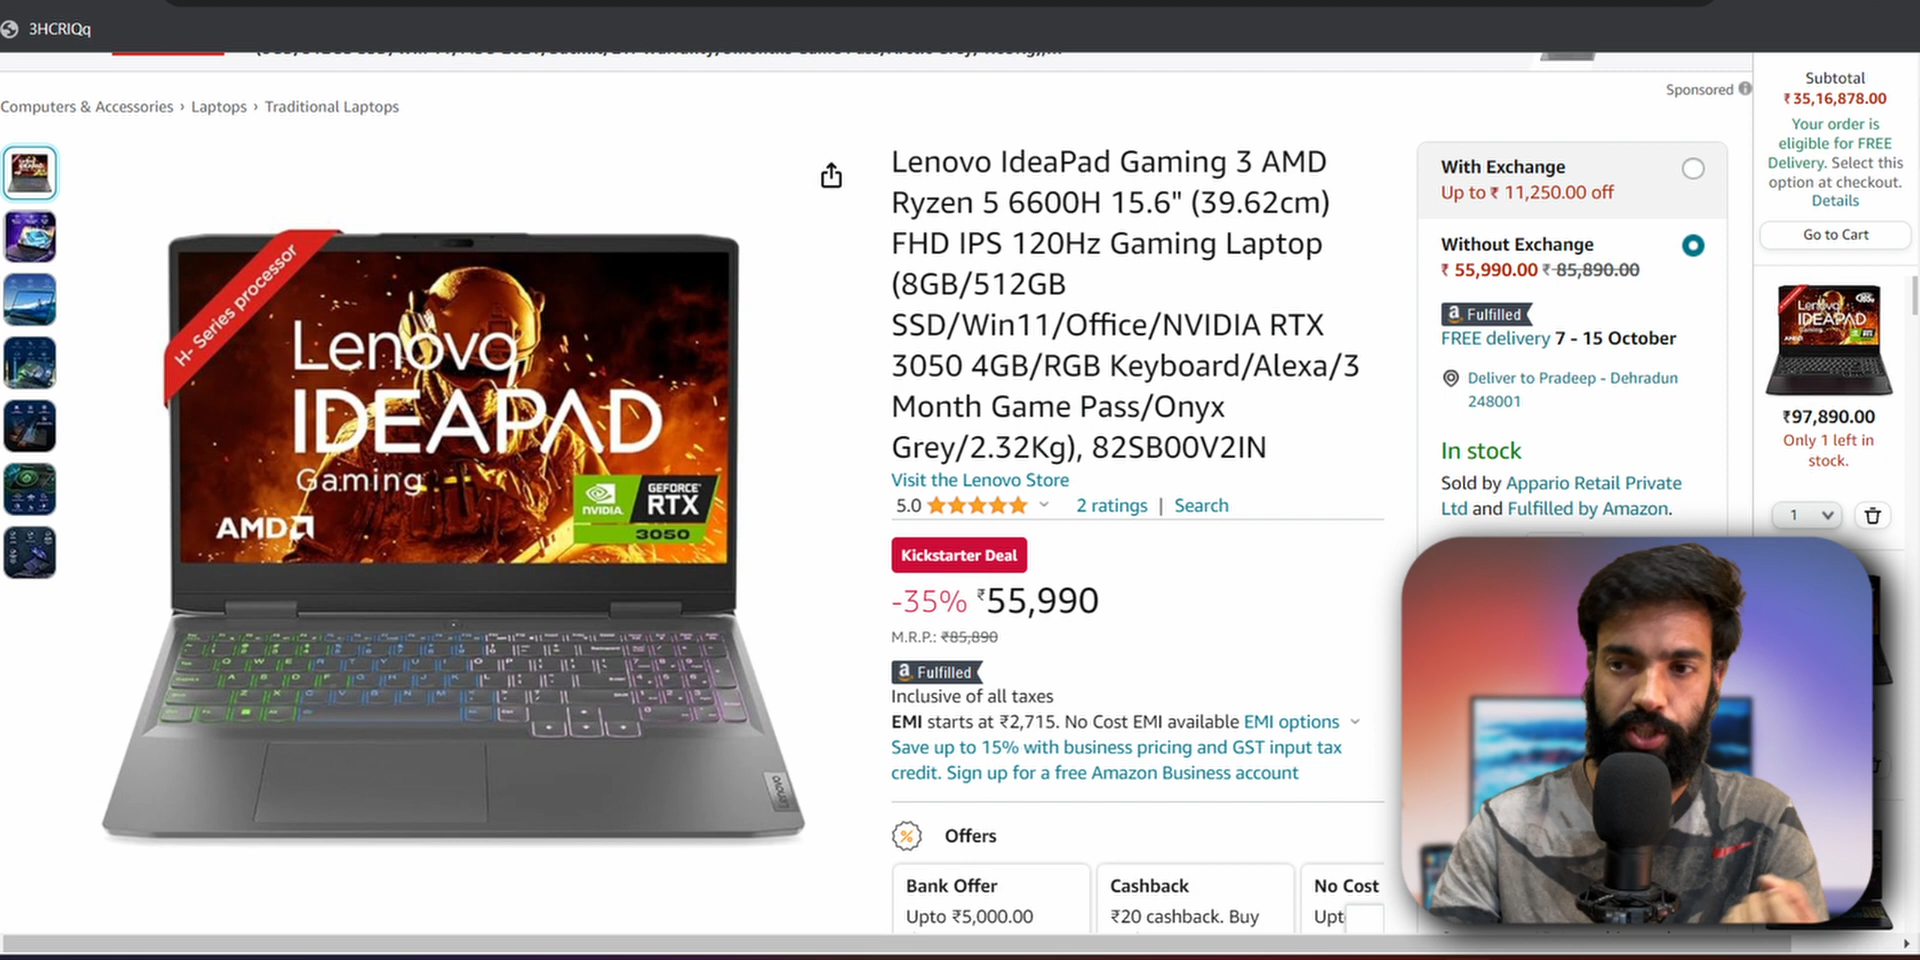 3HCRIQq
Computers & Accessories › Laptops › Traditional Laptops
Sponsored
H- Series processor
Lenovo
IDEAPAD
Gaming
AMD
NVIDIA.
GEFORCE
RTX
3050
Lenovo
Lenovo IdeaPad Gaming 3 AMD
Ryzen 5 6600H 15.6" (39.62cm)
FHD IPS 120Hz Gaming Laptop
(8GB/512GB
SSD/Win11/Office/NVIDIA RTX
3050 4GB/RGB Keyboard/Alexa/3
Month Game Pass/Onyx
Grey/2.32Kg), 82SB00V2IN
Visit the Lenovo Store
5.0 2 ratings | Search
Kickstarter Deal
-35% ₹55,990
M.R.P.: ₹85,890
Fulfilled
Inclusive of all taxes
EMI starts at ₹2,715. No Cost EMI available EMI options
Save up to 15% with business pricing and GST input tax
credit. Sign up for a free Amazon Business account
Offers
Bank Offer
Upto ₹5,000.00
Cashback
₹20 cashback. Buy
No Cost
With Exchange
Up to ₹ 11,250.00 off
Without Exchange
₹ 55,990.00 ₹ 85,890.00
Fulfilled
FREE delivery 7 - 15 October
Deliver to Pradeep - Dehradun
248001
In stock
Sold by Appario Retail Private
Ltd and Fulfilled by Amazon.
Subtotal
₹35,16,878.00
Your order is
eligible for FREE
Delivery. Select this
option at checkout.
Details
Go to Cart
Lenovo
IDEAPAD
₹97,890.00
Only 1 left in
stock.
1